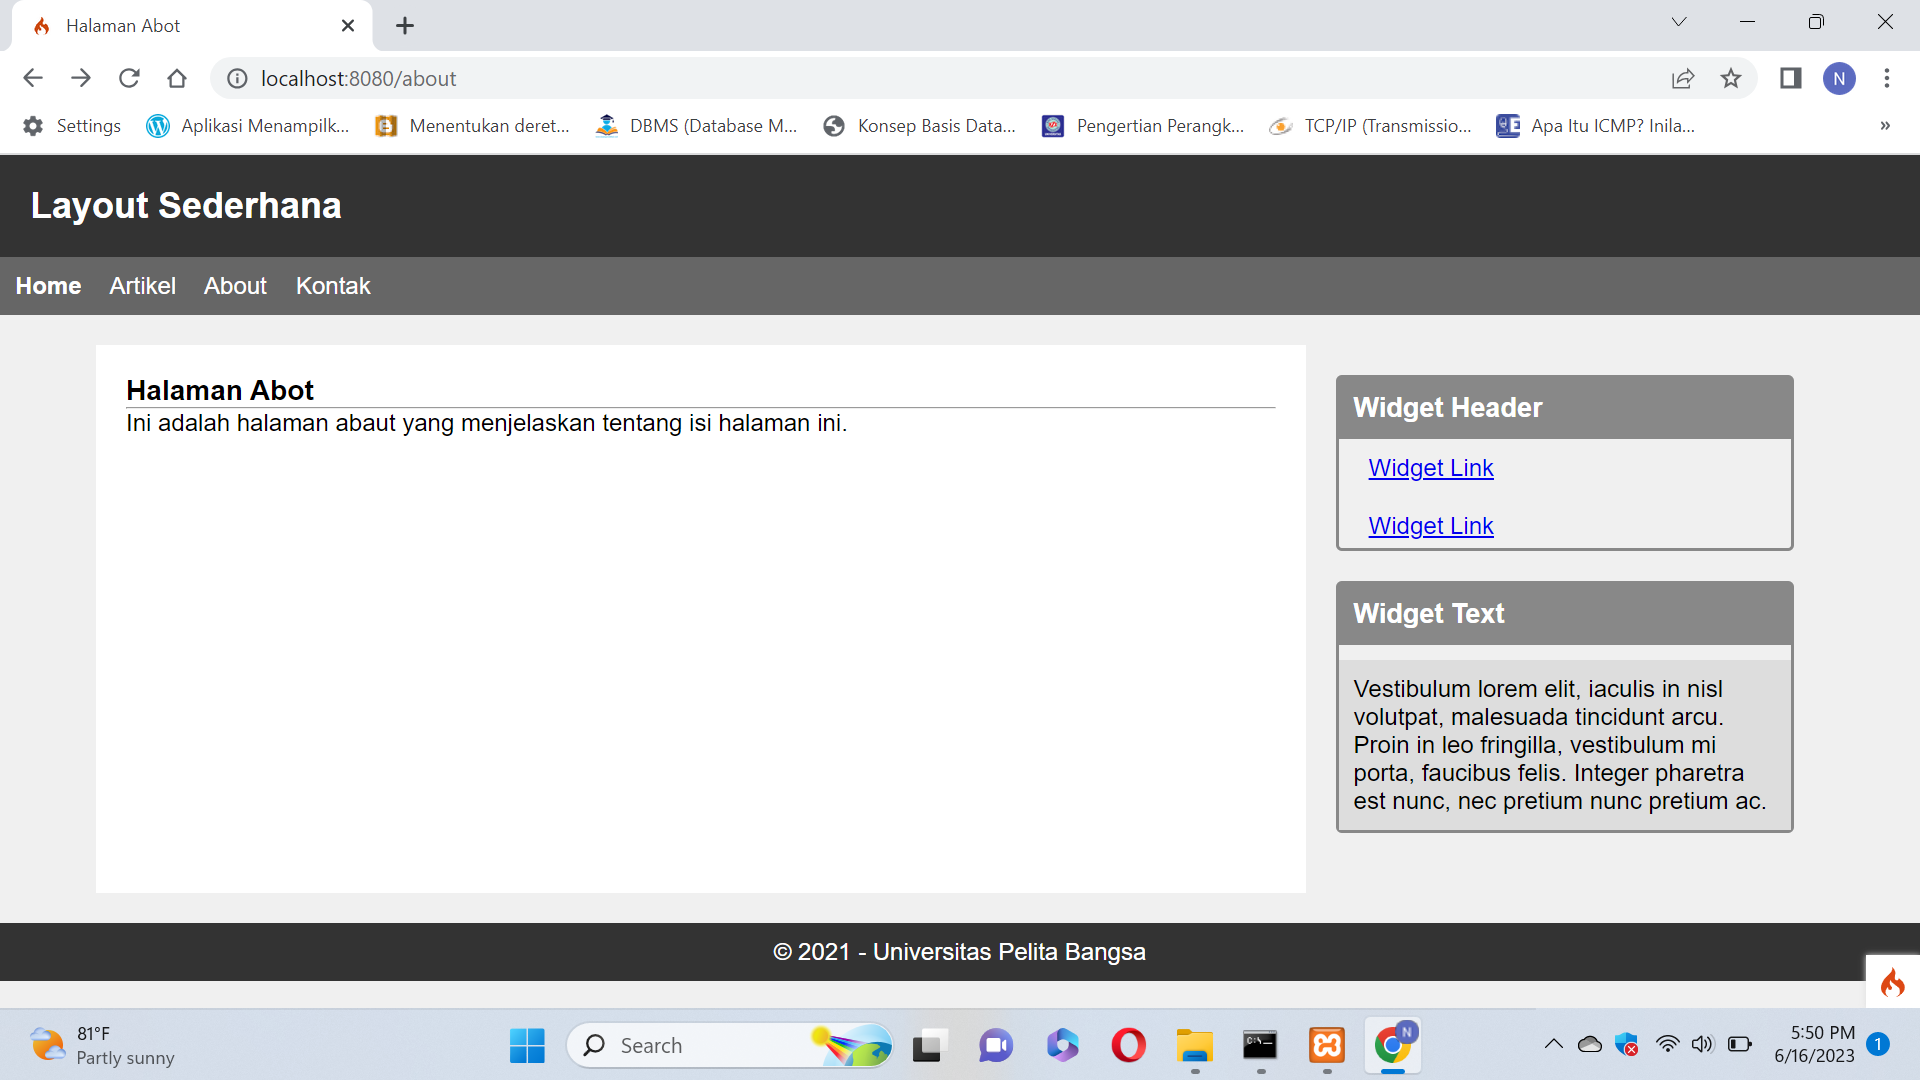 Halaman Abot
localhost:8080/about
N
Settings
Aplikasi Menampilk...
Menentukan deret...
DBMS (Database M...
Konsep Basis Data...
Pengertian Perangk...
TCP/IP (Transmissio...
Apa Itu ICMP? Inila...
»
Layout Sederhana
Home Artikel About Kontak
Halaman Abot
Ini adalah halaman abaut yang menjelaskan tentang isi halaman ini.
Widget Header
Widget Link
Widget Link
Widget Text
Vestibulum lorem elit, iaculis in nisl
volutpat, malesuada tincidunt arcu.
Proin in leo fringilla, vestibulum mi
porta, faucibus felis. Integer pharetra
est nunc, nec pretium nunc pretium ac.
© 2021 - Universitas Pelita Bangsa
81°F
Partly sunny
Search
N
5:50 PM
6/16/2023
1